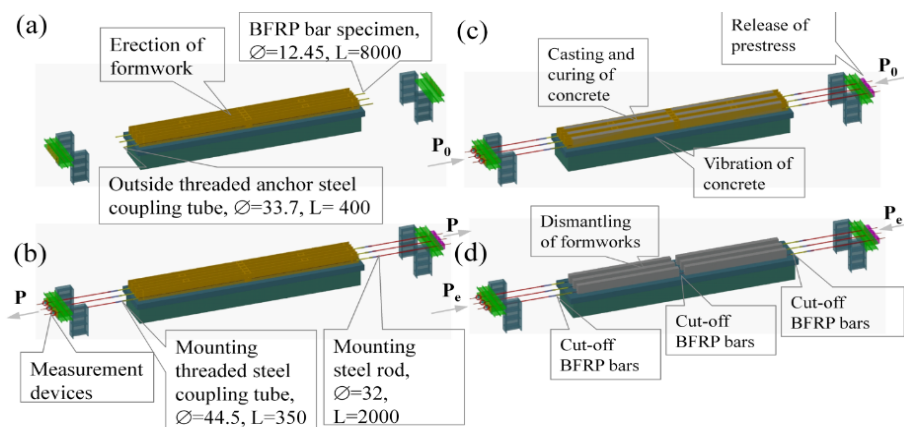 (a)
Erection of
formwork
BFRP bar specimen,
∅=12.45, L=8000
Outside threaded anchor steel
coupling tube, ∅=33.7, L= 400
(b)
P
P
Measurement
devices
Mounting
threaded steel
coupling tube,
∅=44.5, L=350
Mounting
steel rod,
∅=32,
L=2000
(c)
Release of
prestress
Casting and
curing of
concrete
P₀
P₀
Vibration of
concrete
(d)
Dismantling
of formworks
Pₑ
Pₑ
Cut-off
BFRP bars
Cut-off
BFRP bars
Cut-off
BFRP bars